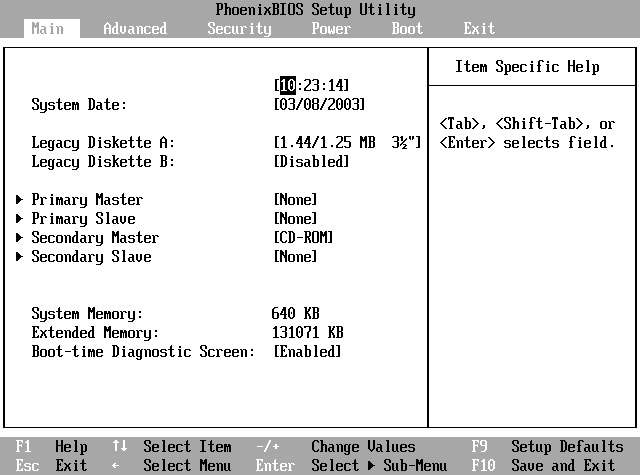 PhoenixBIOS Setup Utility
Main Advanced Security Power Boot Exit
Item Specific Help
[10:23:14]
System Date: [03/08/2003]
<Tab>, <Shift-Tab>, or
<Enter> selects field.
Legacy Diskette A: [1.44/1.25 MB 3½"]
Legacy Diskette B: [Disabled]
Primary Master [None]
Primary Slave [None]
Secondary Master [CD-ROM]
Secondary Slave [None]
System Memory: 640 KB
Extended Memory: 131071 KB
Boot-time Diagnostic Screen: [Enabled]
F1 Help ↑↓ Select Item -/+ Change Values F9 Setup Defaults
Esc Exit ← Select Menu Enter Select ▶ Sub-Menu F10 Save and Exit